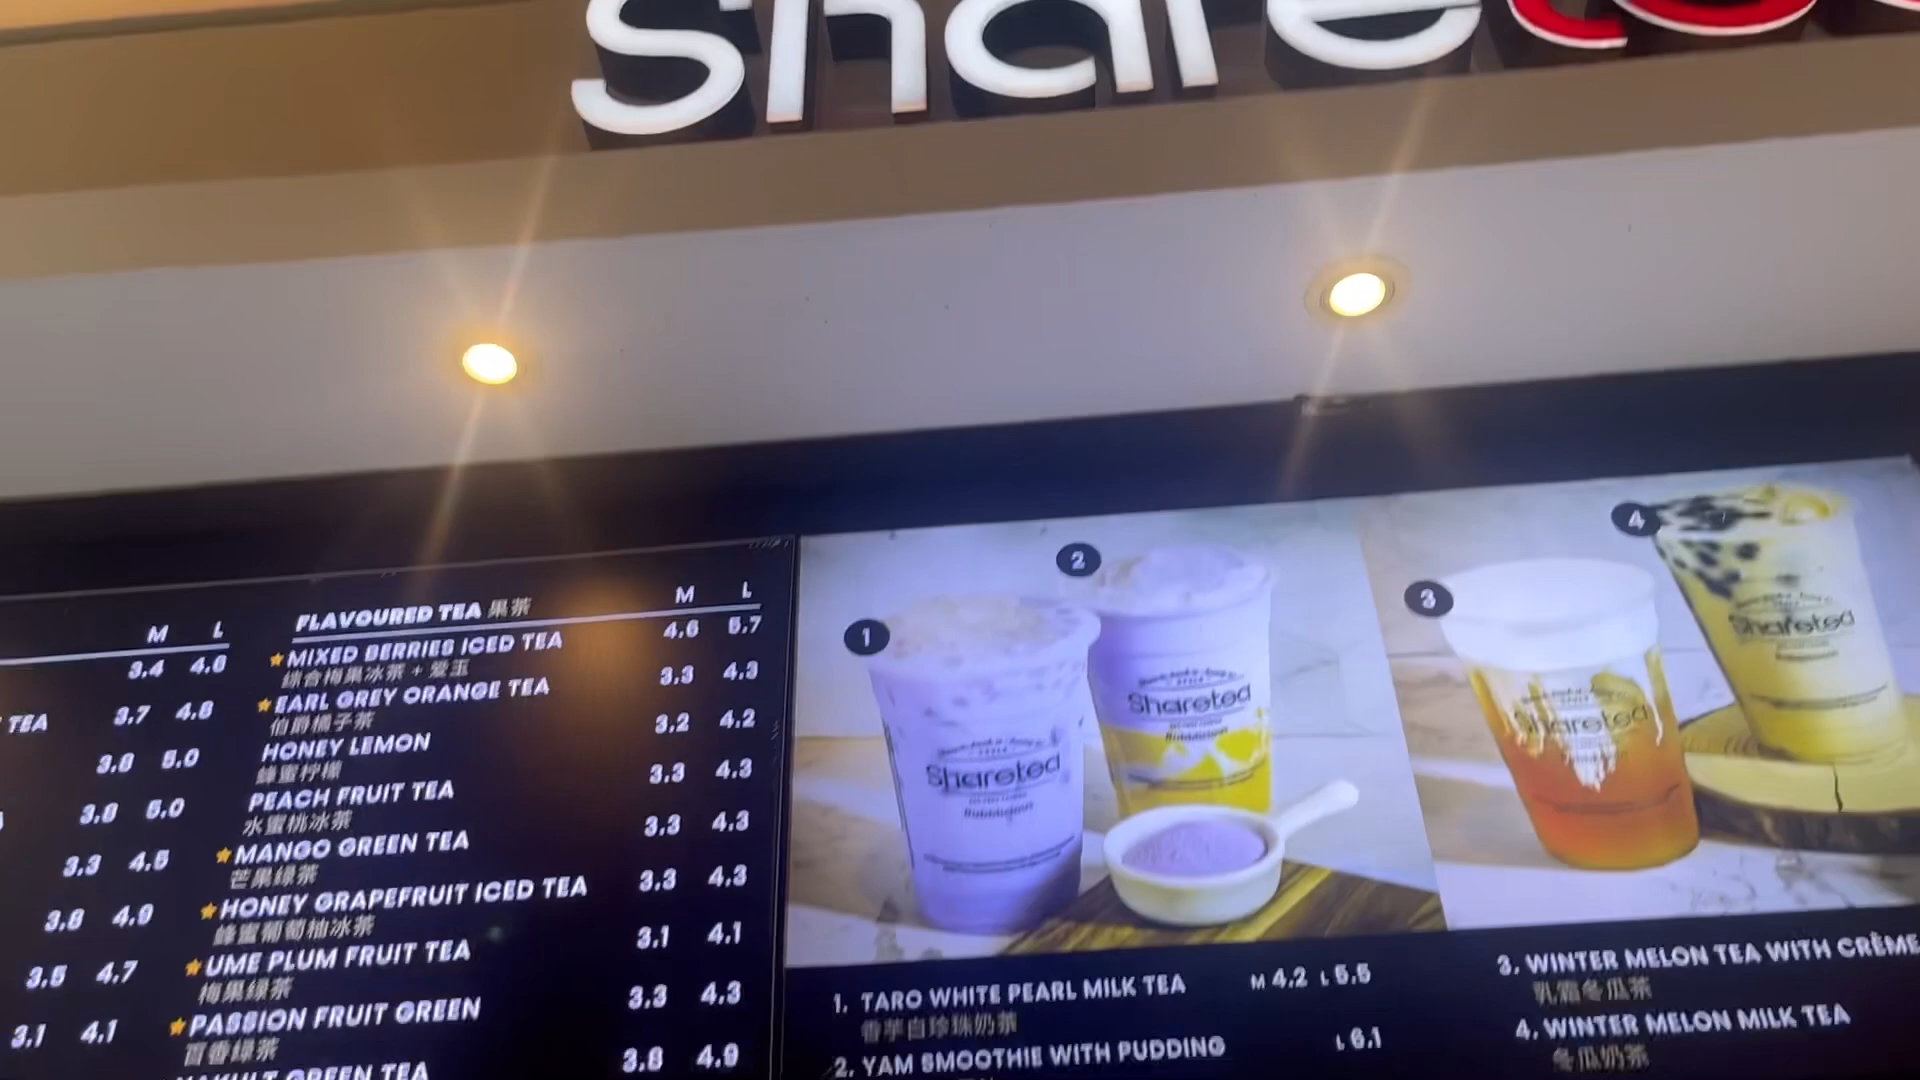 Sharetea
M L
3.4 4.6
TEA 3.7 4.8
3.8 5.0
3.8 5.0
3.3 4.5
3.8 4.9
3.5 4.7
3.1 4.1
FLAVOURED TEA 果茶 M L
MIXED BERRIES ICED TEA 4.6 5.7
綜合梅果冰茶 + 爱玉
EARL GREY ORANGE TEA 3.3 4.3
伯爵橘子茶
HONEY LEMON 3.2 4.2
蜂蜜柠檬
PEACH FRUIT TEA 3.3 4.3
水蜜桃冰茶
MANGO GREEN TEA 3.3 4.3
芒果绿茶
HONEY GRAPEFRUIT ICED TEA 3.3 4.3
蜂蜜葡萄柚冰茶
UME PLUM FRUIT TEA 3.1 4.1
梅果绿茶
PASSION FRUIT GREEN 3.3 4.3
百香绿茶
YAKULT GREEN TEA 3.8 4.9
1
2
3
4
Sharetea
Sharetea
Sharetea
Sharetea
1. TARO WHITE PEARL MILK TEA M 4.2 L 5.5
香芋白珍珠奶茶
2. YAM SMOOTHIE WITH PUDDING L 6.1
3. WINTER MELON TEA WITH CRÈME
乳霜冬瓜茶
4. WINTER MELON MILK TEA
冬瓜奶茶